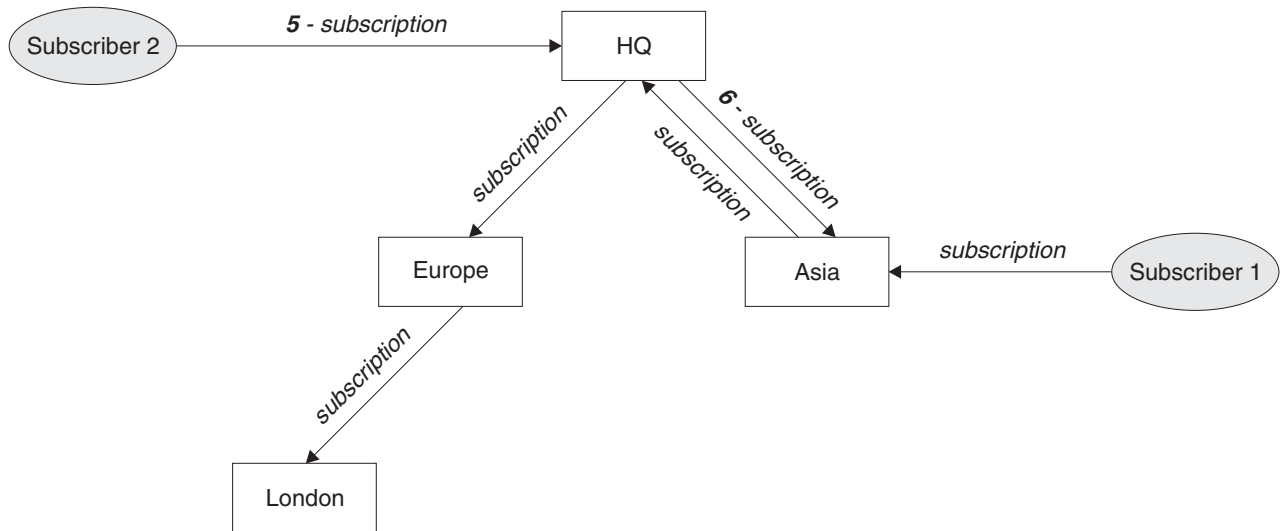 5 - subscription
Subscriber 2
HQ
6 - subscription
subscription
subscription
Europe
Asia
subscription
Subscriber 1
subscription
London